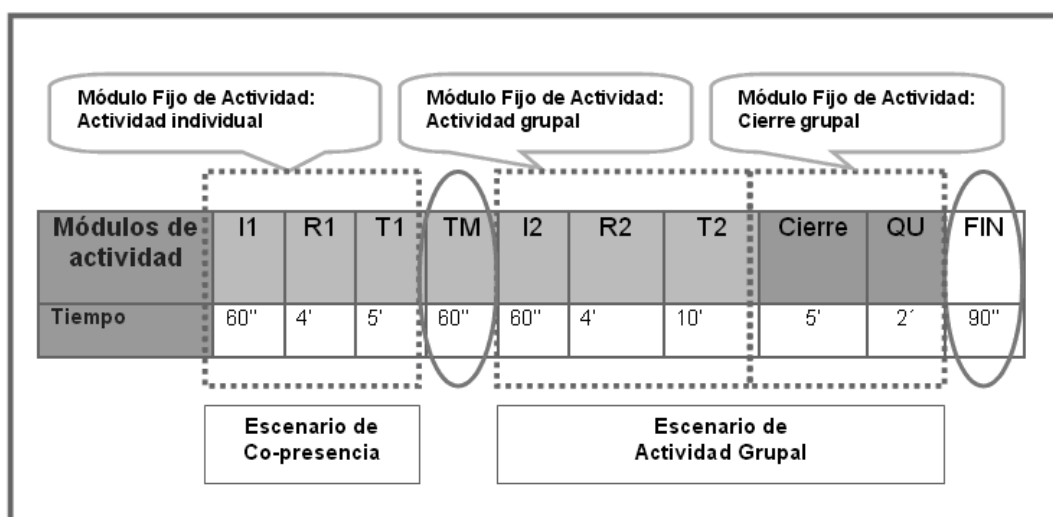 Módulo Fijo de Actividad:
Actividad individual
Módulo Fijo de Actividad:
Actividad grupal
Módulo Fijo de Actividad:
Cierre grupal
Módulos de actividad I1 R1 T1 TM I2 R2 T2 Cierre QU FIN
Tiempo 60" 4' 5' 60" 60" 4' 10' 5' 2´ 90"
Escenario de
Co-presencia
Escenario de
Actividad Grupal